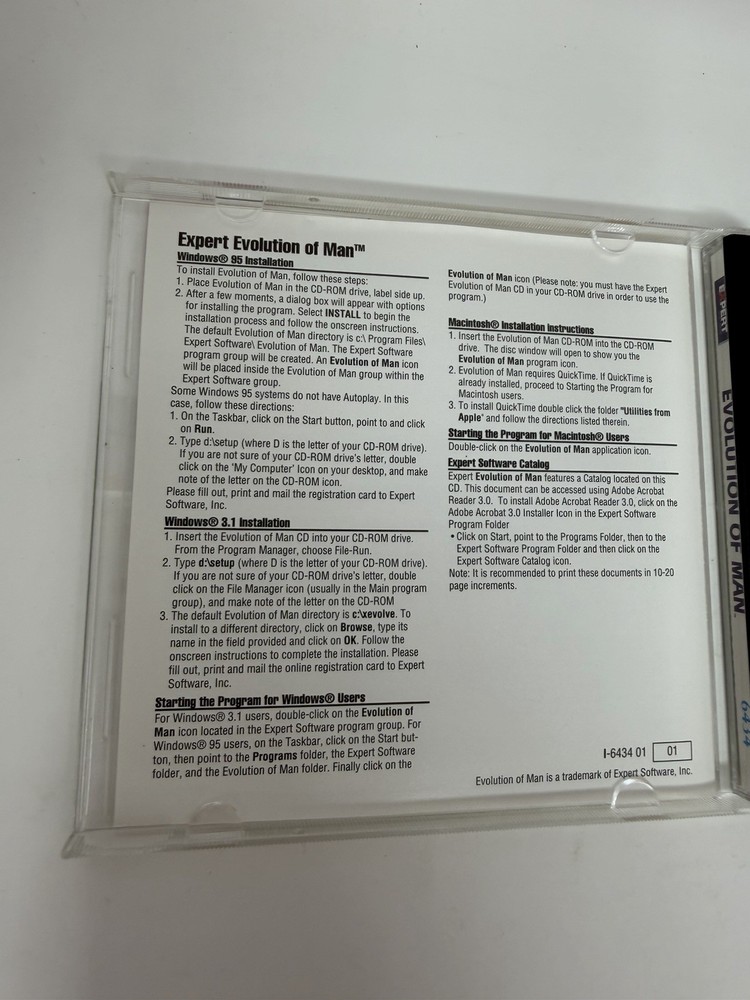 Expert Evolution of Man™
Windows® 95 Installation
To install Evolution of Man, follow these steps:
1. Place Evolution of Man in the CD-ROM drive, label side up.
2. After a few moments, a dialog box will appear with options
for installing the program. Select INSTALL to begin the
installation process and follow the onscreen instructions.
The default Evolution of Man directory is c:\ Program Files\
Expert Software\ Evolution of Man. The Expert Software
program group will be created. An Evolution of Man icon
will be placed inside the Evolution of Man group within the
Expert Software group.
Some Windows 95 systems do not have Autoplay. In this
case, follow these directions:
1. On the Taskbar, click on the Start button, point to and click
on Run.
2. Type d:\setup (where D is the letter of your CD-ROM drive).
If you are not sure of your CD-ROM drive's letter, double
click on the 'My Computer' Icon on your desktop, and make
note of the letter on the CD-ROM icon.
Please fill out, print and mail the registration card to Expert
Software, Inc.
Windows® 3.1 Installation
1. Insert the Evolution of Man CD into your CD-ROM drive.
From the Program Manager, choose File-Run.
2. Type d:\setup (where D is the letter of your CD-ROM drive).
If you are not sure of your CD-ROM drive's letter, double
click on the File Manager icon (usually in the Main program
group), and make note of the letter on the CD-ROM
3. The default Evolution of Man directory is c:\xevolve. To
install to a different directory, click on Browse, type its
name in the field provided and click on OK. Follow the
onscreen instructions to complete the installation. Please
fill out, print and mail the online registration card to Expert
Software, Inc.
Starting the Program for Windows® Users
For Windows® 3.1 users, double-click on the Evolution of
Man icon located in the Expert Software program group. For
Windows® 95 users, on the Taskbar, click on the Start but-
ton, then point to the Programs folder, the Expert Software
folder, and the Evolution of Man folder. Finally click on the
Evolution of Man icon (Please note: you must have the Expert
Evolution of Man CD in your CD-ROM drive in order to use the
program.)
Macintosh® Installation Instructions
1. Insert the Evolution of Man CD-ROM into the CD-ROM
drive. The disc window will open to show you the
Evolution of Man program icon.
2. Evolution of Man requires QuickTime. If QuickTime is
already installed, proceed to Starting the Program for
Macintosh users.
3. To install QuickTime double click the folder "Utilities from
Apple' and follow the directions listed therein.
Starting the Program for Macintosh® Users
Double-click on the Evolution of Man application icon.
Expert Software Catalog
Expert Evolution of Man features a Catalog located on this
CD. This document can be accessed using Adobe Acrobat
Reader 3.0. To install Adobe Acrobat Reader 3.0, click on the
Adobe Acrobat 3.0 Installer Icon in the Expert Software
Program Folder
• Click on Start, point to the Programs Folder, then to the
Expert Software Program Folder and then click on the
Expert Software Catalog icon.
Note: It is recommended to print these documents in 10-20
page increments.
I-6434 01 01
Evolution of Man is a trademark of Expert Software, Inc.
EXPERT
EVOLUTION OF MAN
6434